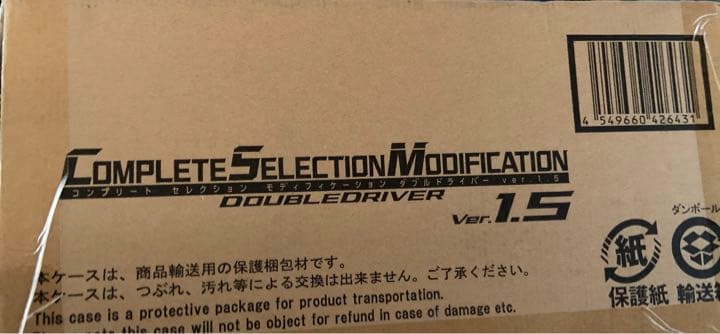 4 549660 426431
COMPLETE SELECTION MODIFICATION
コンプリート セレクション モディフィケーション ダブルドライバー ver.1.5
DOUBLEDRIVER
Ver. 1.5
本ケースは、商品輸送用の保護梱包材です。
本ケースは、つぶれ、汚れ等による交換は出来ません。ご了承ください。
This case is a protective package for product transportation.
this case will not be object for refund in case of damage etc.
紙
保護紙
ダンボール
輸送